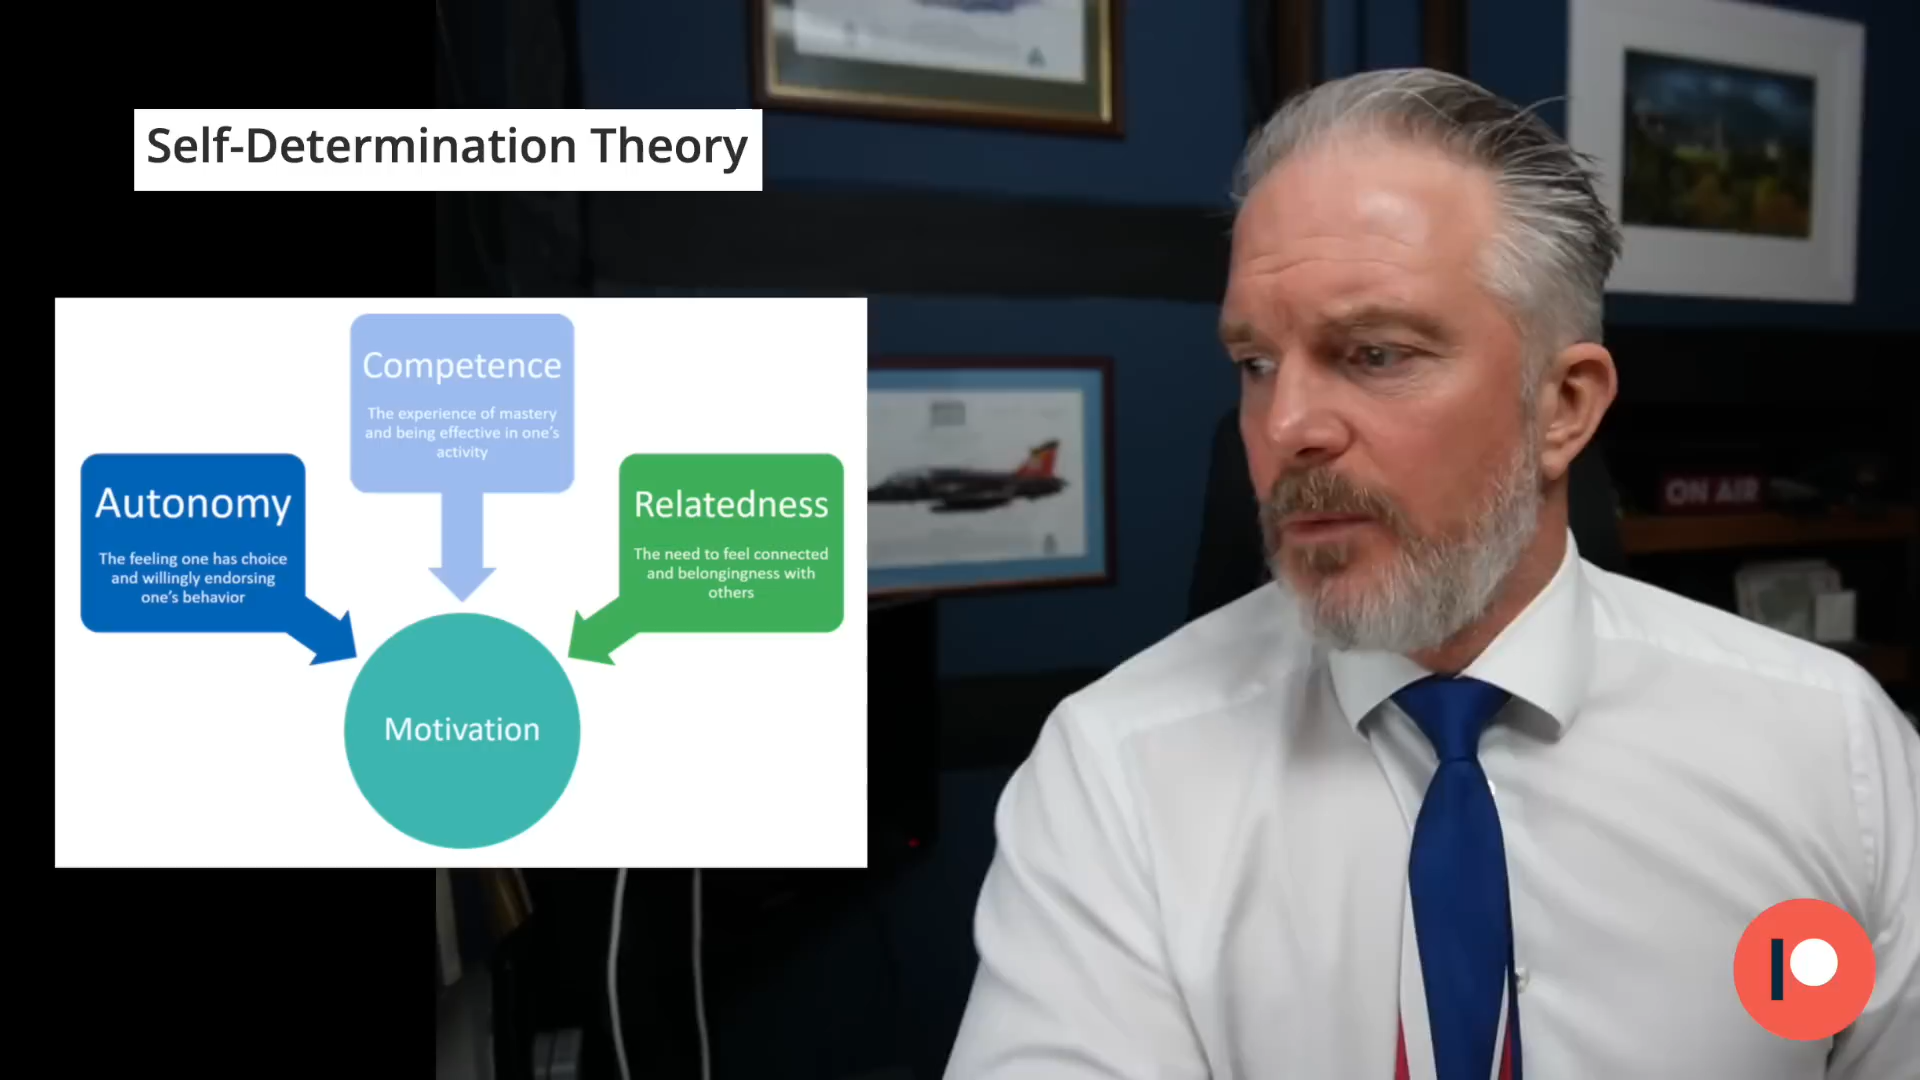 Self-Determination Theory
Competence
The experience of mastery
and being effective in one's
activity
Autonomy
The feeling one has choice
and willingly endorsing
one's behavior
Relatedness
The need to feel connected
and belongingness with
others
Motivation
ON AIR